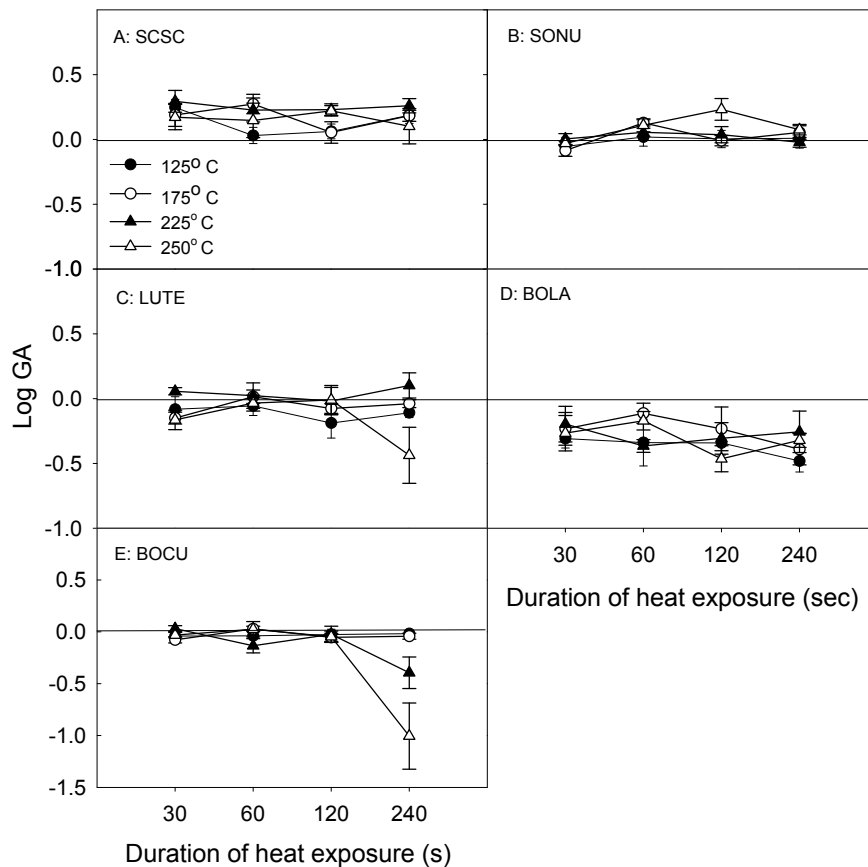 A: SCSC
B: SONU
0.5
0.0
-0.5
-1.0
125° C
175° C
225° C
250° C
C: LUTE
D: BOLA
Log GA
0.5
0.0
-0.5
-1.0
30 60 120 240
Duration of heat exposure (sec)
E: BOCU
0.5
0.0
-0.5
-1.0
-1.5
30 60 120 240
Duration of heat exposure (s)